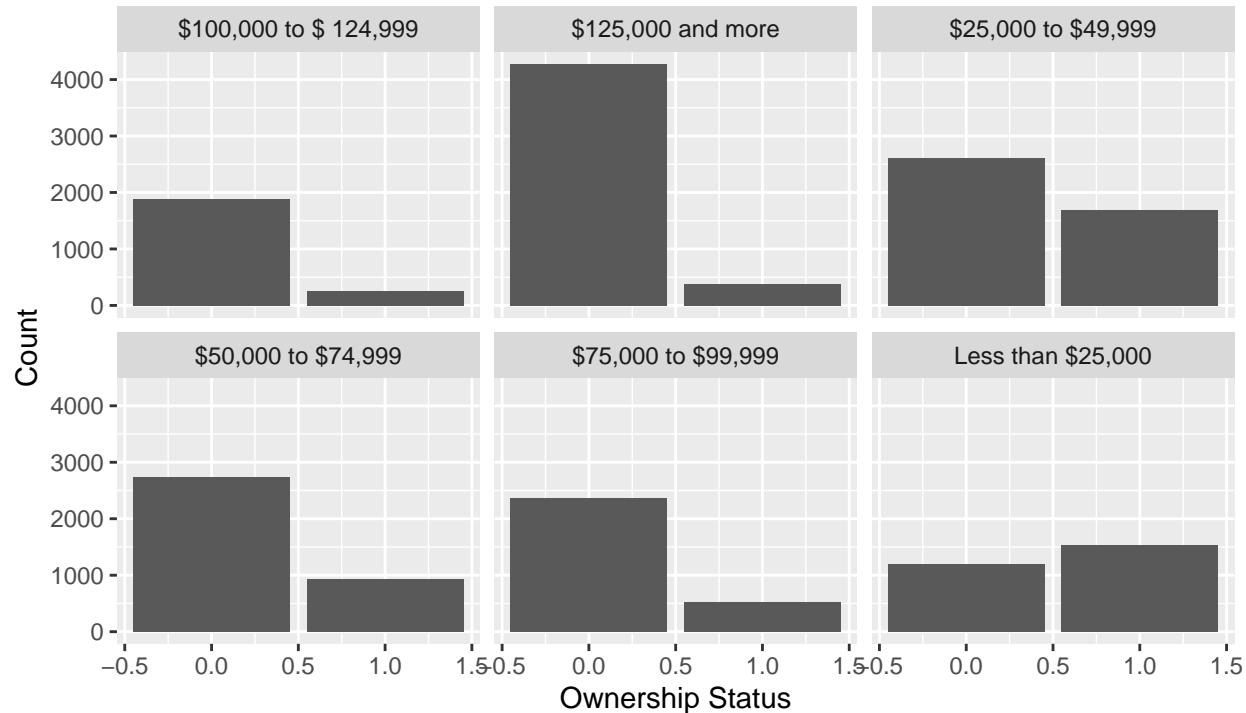 $100,000 to $ 124,999
$125,000 and more
$25,000 to $49,999
4000
3000
2000
1000
0
$50,000 to $74,999
$75,000 to $99,999
Less than $25,000
4000
3000
2000
1000
0
−0.5 0.0 0.5 1.0 1.5
−0.5 0.0 0.5 1.0 1.5
−0.5 0.0 0.5 1.0 1.5
Count
Ownership Status